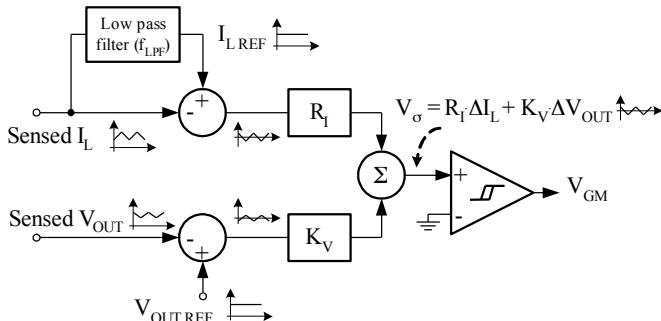 Low pass
filter (f_LPF)
I_L REF
+
-
R_I
V_σ = R_I·ΔI_L + K_V·ΔV_OUT
Sensed I_L
Σ
+
-
V_GM
Sensed V_OUT
-
+
K_V
V_OUT REF